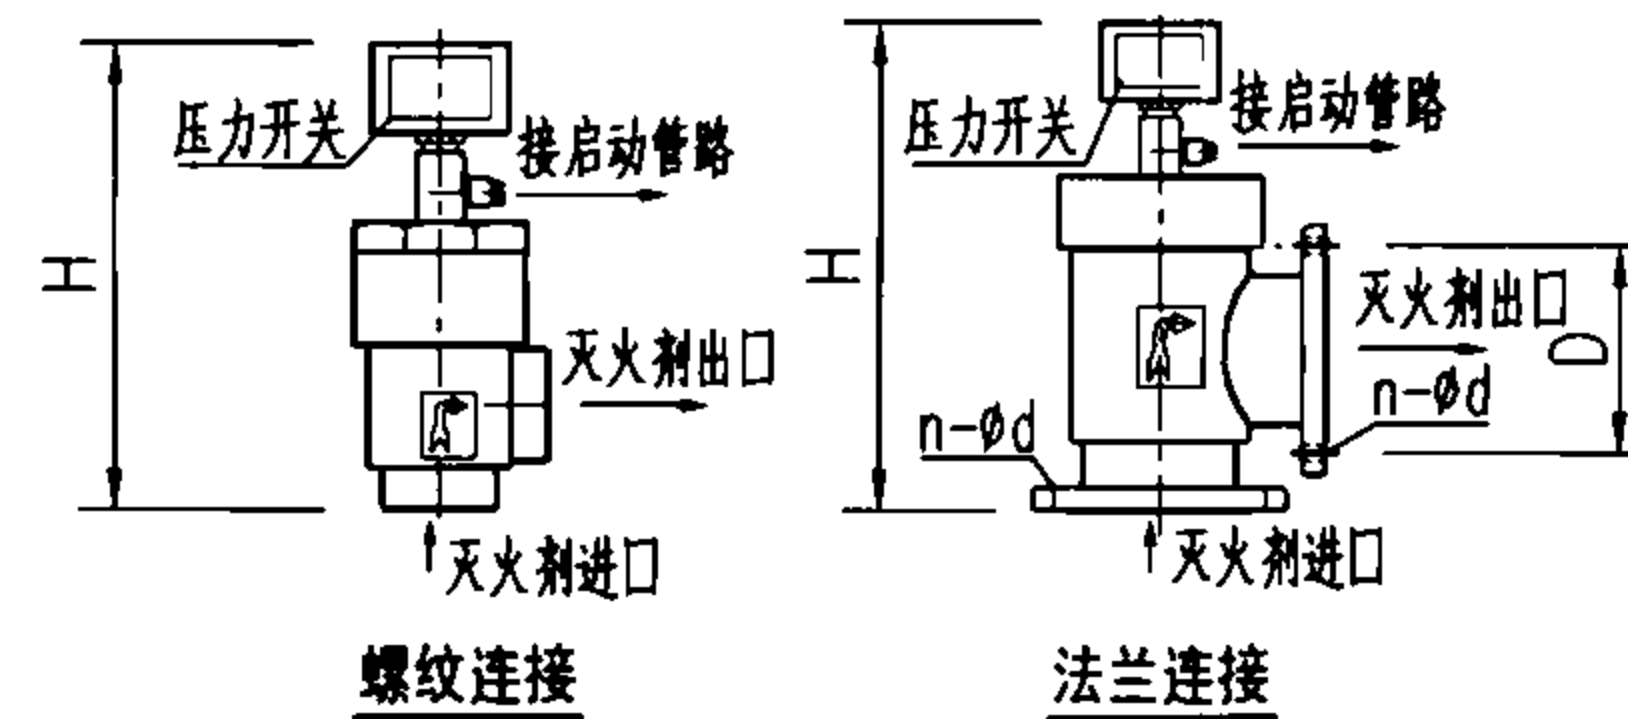 压力开关
接启动管路
H
灭火剂出口
灭火剂进口
螺纹连接
压力开关
接启动管路
H
灭火剂出口
D
n-ød
n-ød
灭火剂进口
法兰连接